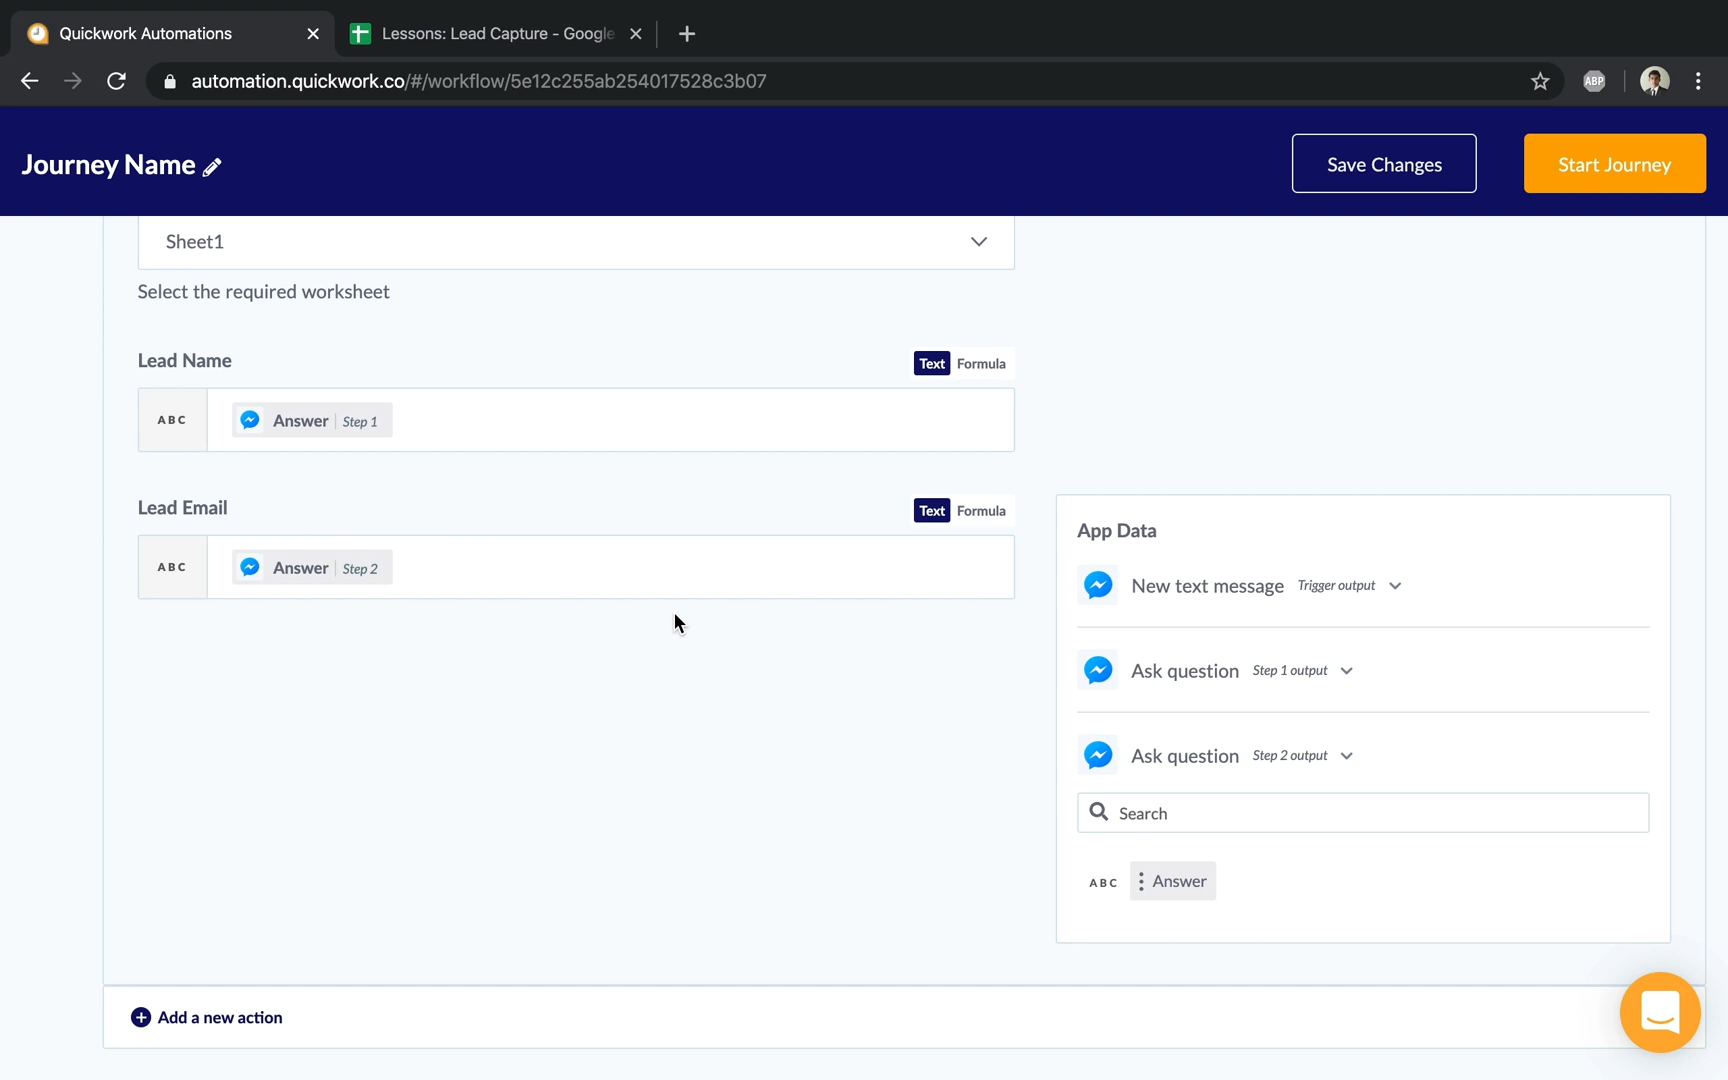 Quickwork Automations
Lessons: Lead Capture - Google
automation.quickwork.co/#/workflow/5e12c255ab254017528c3b07
ABP
Journey Name
Save Changes
Start Journey
Sheet1
Select the required worksheet
Lead Name
Text Formula
ABC
Answer Step 1
Lead Email
Text Formula
ABC
Answer Step 2
App Data
New text message Trigger output
Ask question Step 1 output
Ask question Step 2 output
Search
ABC
Answer
Add a new action